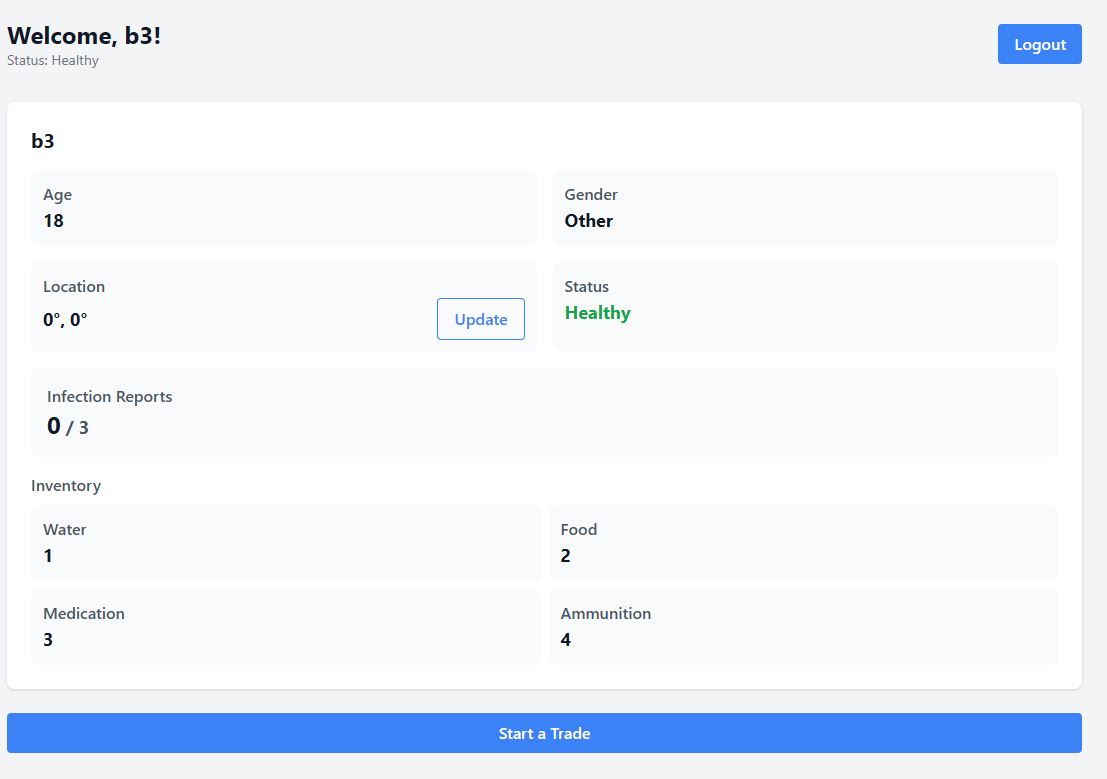 Welcome, b3!
Status: Healthy
Logout
b3
Age
18
Gender
Other
Location
0°, 0°
Update
Status
Healthy
Infection Reports
0 / 3
Inventory
Water
1
Food
2
Medication
3
Ammunition
4
Start a Trade